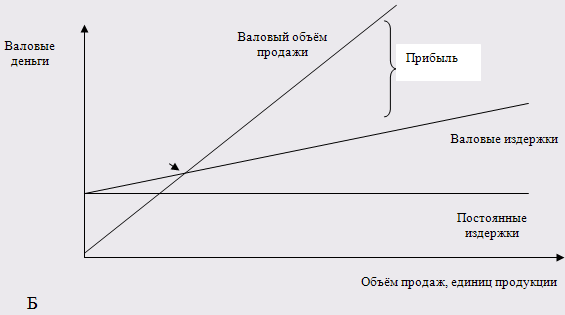 Валовые
деньги
Валовый объём
продажи
Прибыль
Валовые издержки
Постоянные
издержки
Объём продаж, единиц продукции
Б